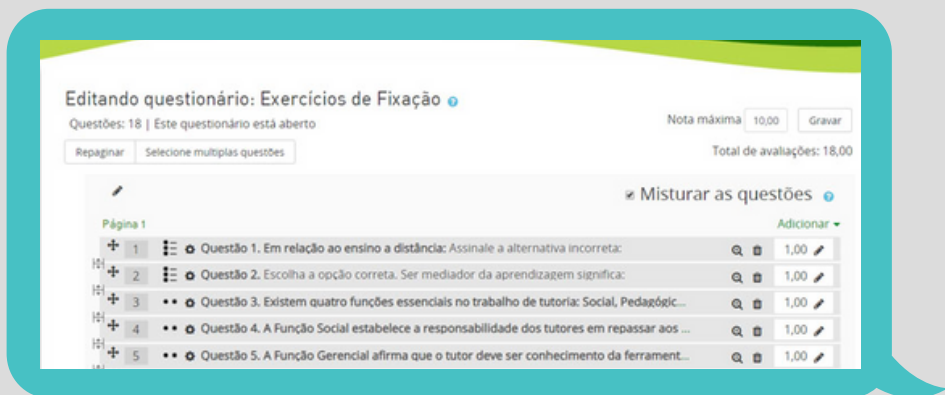 Editando questionário: Exercícios de Fixação
Questões: 18 | Este questionário está aberto
Nota máxima 10,00 Gravar
Repaginar Selecione multiplas questões
Total de avaliações: 18,00
Misturar as questões
Página 1
Adicionar
1 Questão 1. Em relação ao ensino a distância: Assinale a alternativa incorreta: 1,00
2 Questão 2. Escolha a opção correta. Ser mediador da aprendizagem significa: 1,00
3 Questão 3. Existem quatro funções essenciais no trabalho de tutoria: Social, Pedagógic... 1,00
4 Questão 4. A Função Social estabelece a responsabilidade dos tutores em repassar aos ... 1,00
5 Questão 5. A Função Gerencial afirma que o tutor deve ser conhecimento da ferrament... 1,00